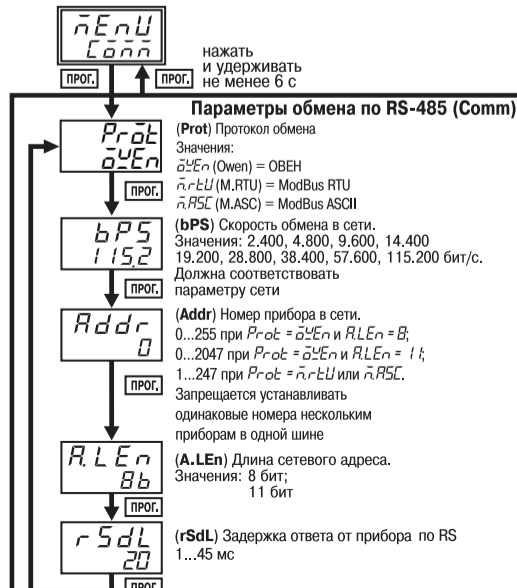 mEnU
Comm
ПРОГ.
ПРОГ.
нажать
и удерживать
не менее 6 с
Параметры обмена по RS-485 (Comm)
Prot
oWEn
(Prot) Протокол обмена
Значения:
oWEn (Owen) = ОВЕН
m.rtU (M.RTU) = ModBus RTU
m.ASC (M.ASC) = ModBus ASCII
ПРОГ.
bPS
115.2
(bPS) Скорость обмена в сети.
Значения: 2.400, 4.800, 9.600, 14.400
19.200, 28.800, 38.400, 57.600, 115.200 бит/с.
Должна соответствовать
параметру сети
ПРОГ.
Addr
0
(Addr) Номер прибора в сети.
0...255 при Prot = oWEn и A.LEn = 8;
0...2047 при Prot = oWEn и A.LEn = 11;
1...247 при Prot = m.rtU или m.ASC.
Запрещается устанавливать
одинаковые номера нескольким
приборам в одной шине
ПРОГ.
A.LEn
8b
(A.LEn) Длина сетевого адреса.
Значения: 8 бит;
11 бит
ПРОГ.
rSdL
20
(rSdL) Задержка ответа от прибора по RS
1...45 мс
ПРОГ.